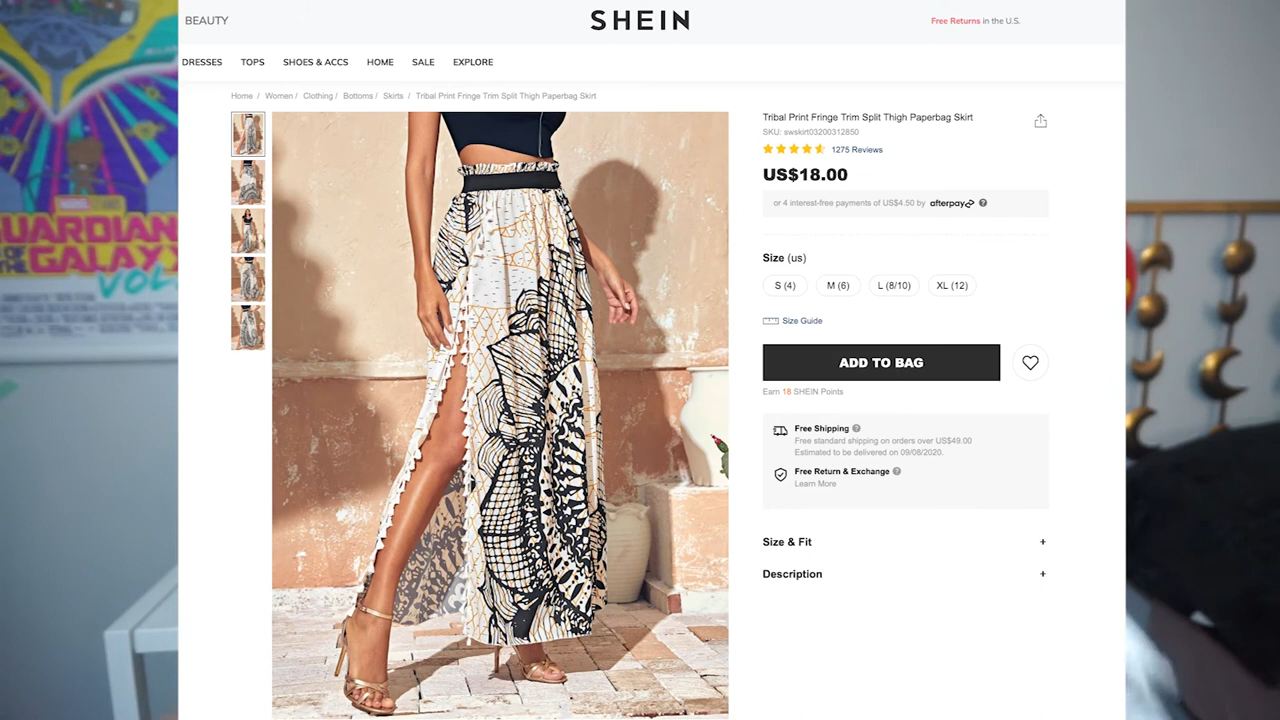 BEAUTY
SHEIN
Free Returns in the U.S.
DRESSES TOPS SHOES & ACCS HOME SALE EXPLORE
Home / Women / Clothing / Bottoms / Skirts / Tribal Print Fringe Trim Split Thigh Paperbag Skirt
Tribal Print Fringe Trim Split Thigh Paperbag Skirt
SKU: swskirt03200312850
1275 Reviews
US$18.00
or 4 interest-free payments of US$4.50 by afterpay
Size (us)
S (4) M (6) L (8/10) XL (12)
Size Guide
ADD TO BAG
Earn 18 SHEIN Points
Free Shipping
Free standard shipping on orders over US$49.00
Estimated to be delivered on 09/08/2020.
Free Return & Exchange
Learn More
Size & Fit +
Description +
MARVEL
GUARDIANS
OF THE GALAXY
VOL.